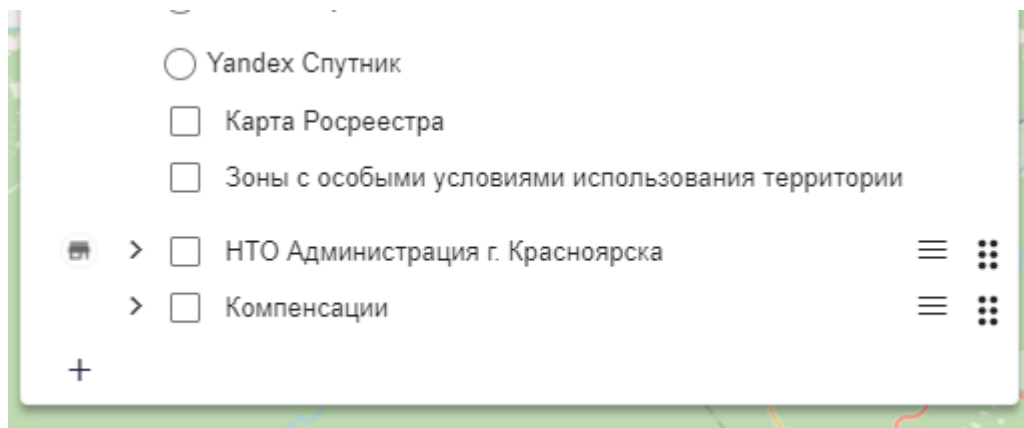 Yandex Спутник
Карта Росреестра
Зоны с особыми условиями использования территории
НТО Администрация г. Красноярска
Компенсации